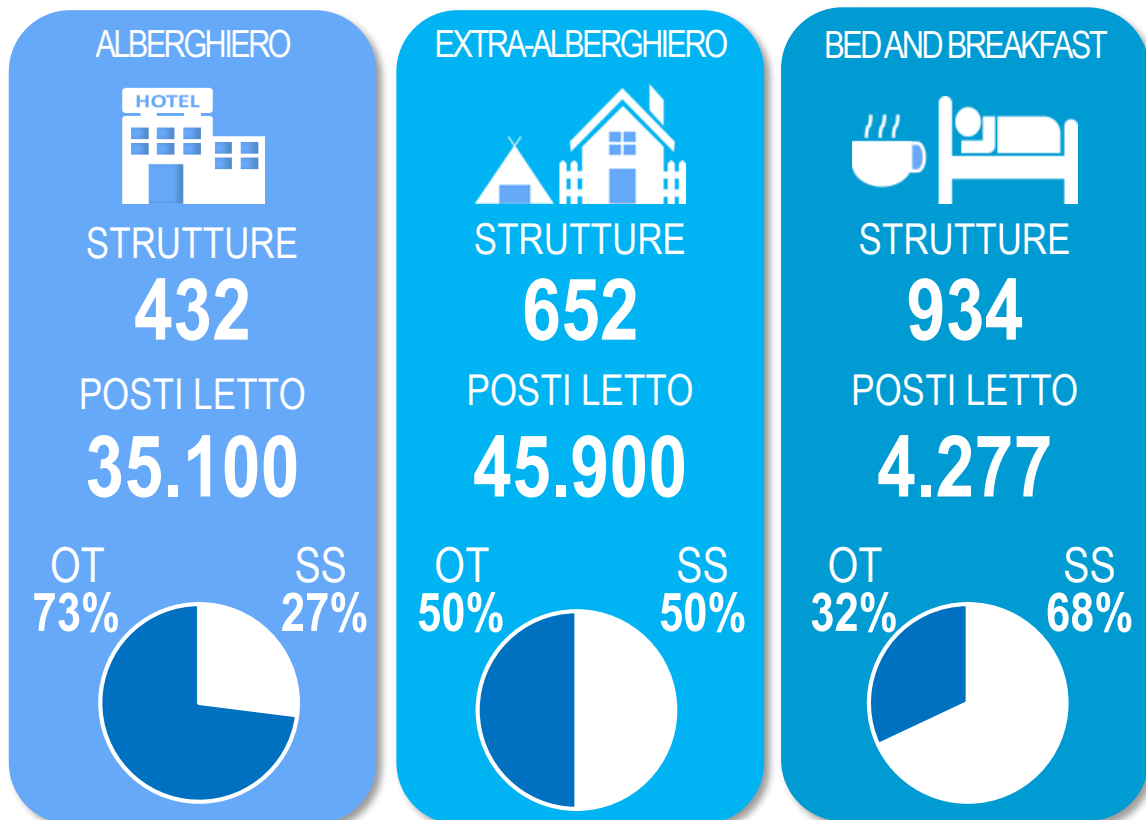 ALBERGHIERO
HOTEL
STRUTTURE
432
POSTI LETTO
35.100
OT
SS
73%
27%
EXTRA-ALBERGHIERO
STRUTTURE
652
POSTI LETTO
45.900
OT
SS
50%
50%
BED AND BREAKFAST
STRUTTURE
934
POSTI LETTO
4.277
OT
SS
32%
68%